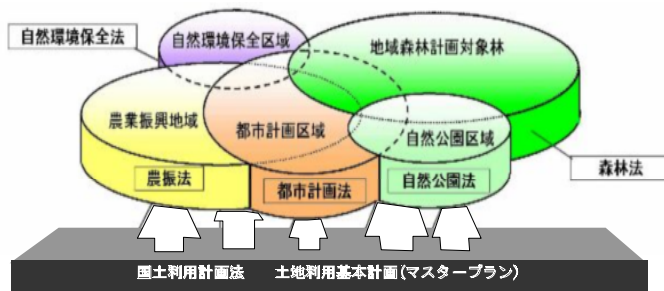 自然環境保全法
自然環境保全区域
地域森林計画対象林
農業振興地域
都市計画区域
自然公園区域
農振法
都市計画法
自然公園法
森林法
国土利用計画法 土地利用基本計画(マスタープラン)